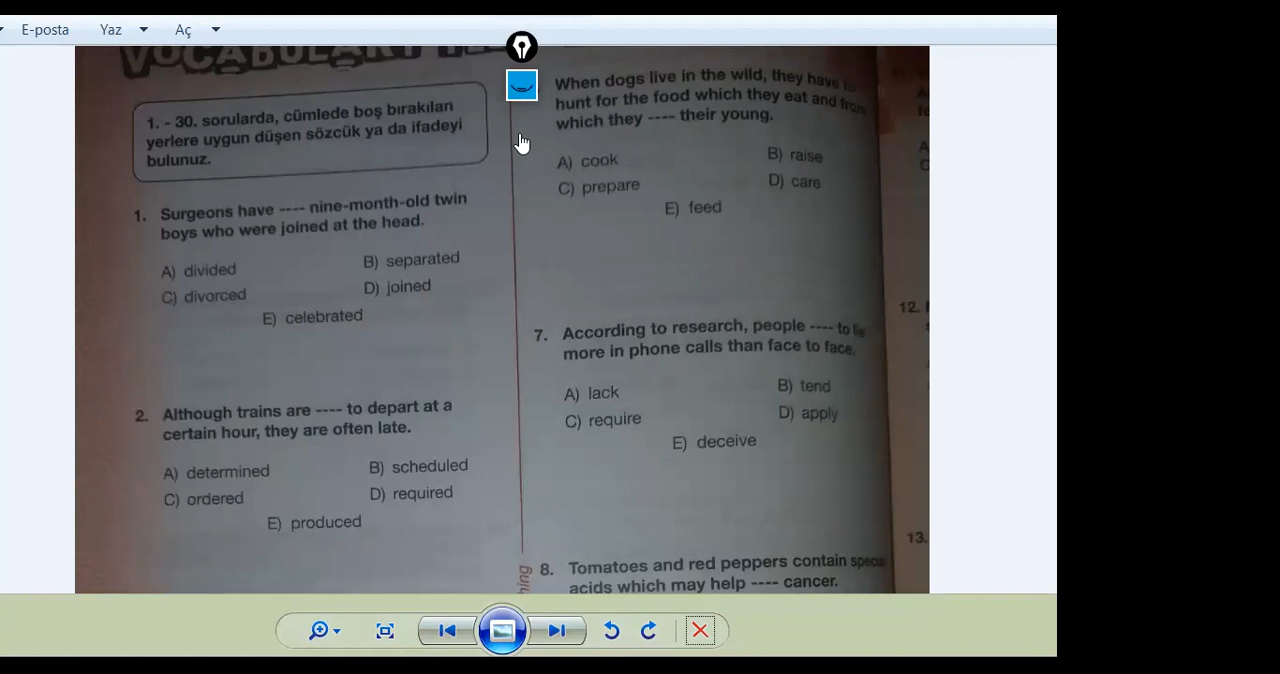 E-posta Yaz Aç
VOCABULARY
1. - 30. sorularda, cümlede boş bırakılan
yerlere uygun düşen sözcük ya da ifadeyi
bulunuz.
1. Surgeons have ---- nine-month-old twin
boys who were joined at the head.
A) divided B) separated
C) divorced D) joined
E) celebrated
2. Although trains are ---- to depart at a
certain hour, they are often late.
A) determined B) scheduled
C) ordered D) required
E) produced
When dogs live in the wild, they have to
hunt for the food which they eat and from
which they ---- their young.
A) cook B) raise
C) prepare D) care
E) feed
7. According to research, people ---- to lie
more in phone calls than face to face.
A) lack B) tend
C) require D) apply
E) deceive
8. Tomatoes and red peppers contain special
acids which may help ---- cancer.
12.
13.